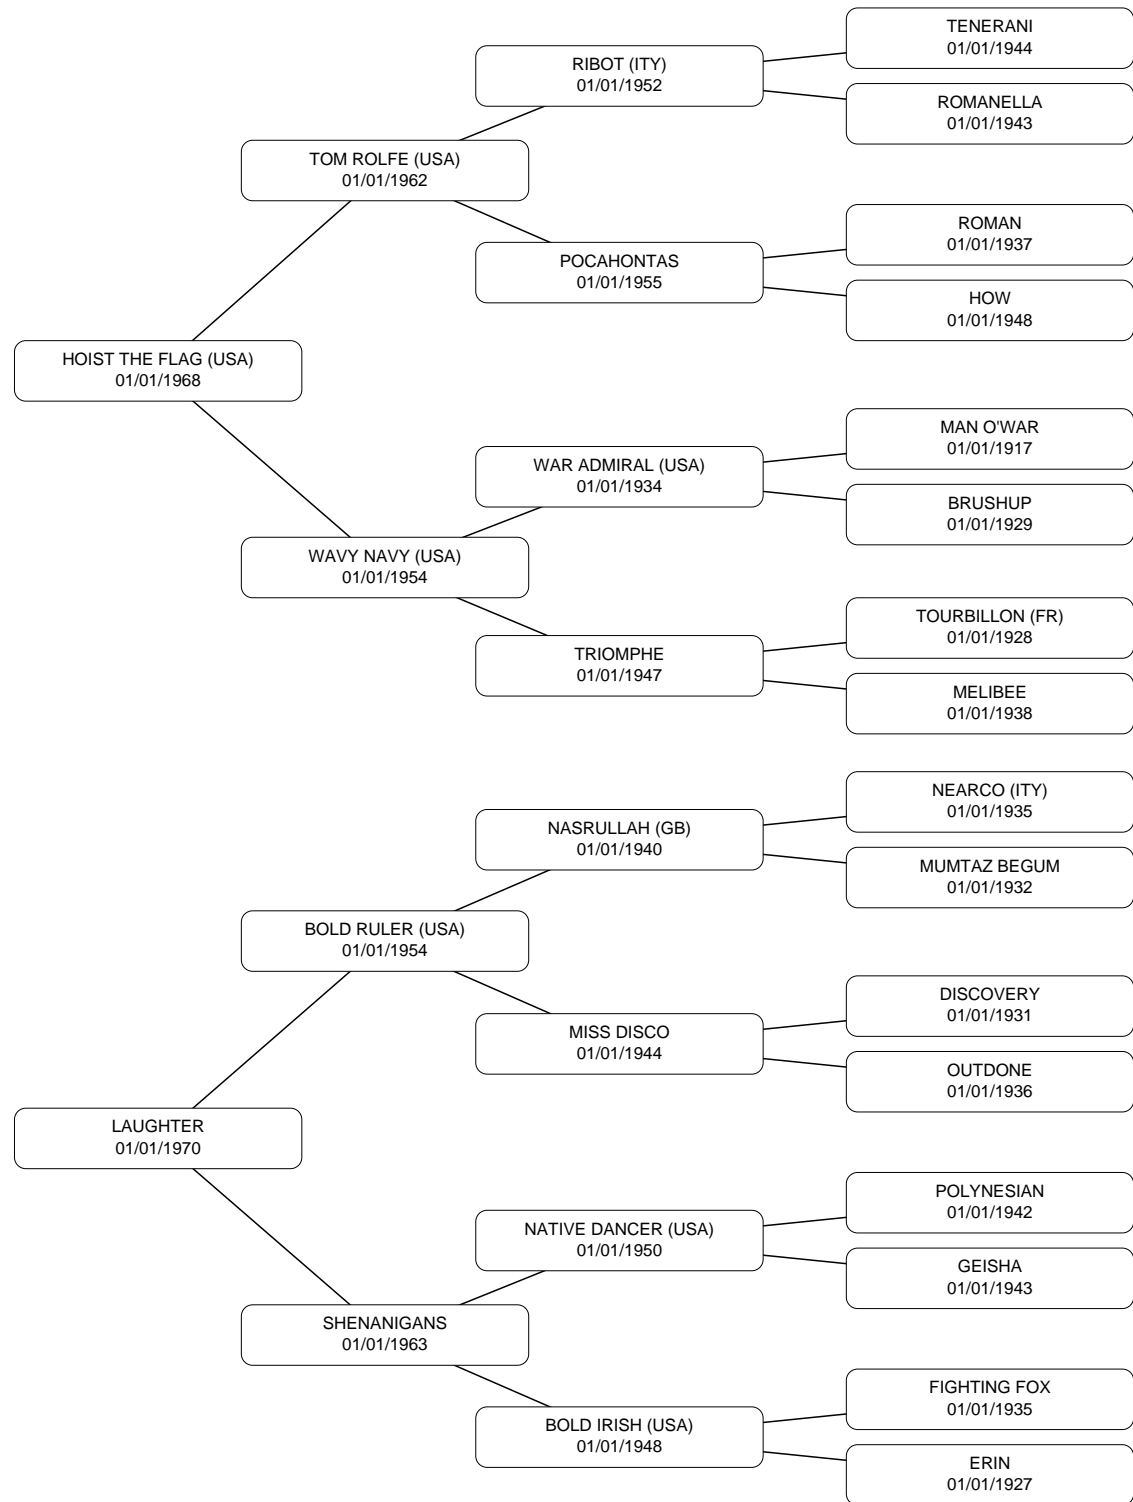 TENERANI
01/01/1944
RIBOT (ITY)
01/01/1952
ROMANELLA
01/01/1943
TOM ROLFE (USA)
01/01/1962
ROMAN
01/01/1937
POCAHONTAS
01/01/1955
HOW
01/01/1948
HOIST THE FLAG (USA)
01/01/1968
MAN O'WAR
01/01/1917
WAR ADMIRAL (USA)
01/01/1934
BRUSHUP
01/01/1929
WAVY NAVY (USA)
01/01/1954
TOURBILLON (FR)
01/01/1928
TRIOMPHE
01/01/1947
MELIBEE
01/01/1938
NEARCO (ITY)
01/01/1935
NASRULLAH (GB)
01/01/1940
MUMTAZ BEGUM
01/01/1932
BOLD RULER (USA)
01/01/1954
DISCOVERY
01/01/1931
MISS DISCO
01/01/1944
OUTDONE
01/01/1936
LAUGHTER
01/01/1970
POLYNESIAN
01/01/1942
NATIVE DANCER (USA)
01/01/1950
GEISHA
01/01/1943
SHENANIGANS
01/01/1963
FIGHTING FOX
01/01/1935
BOLD IRISH (USA)
01/01/1948
ERIN
01/01/1927